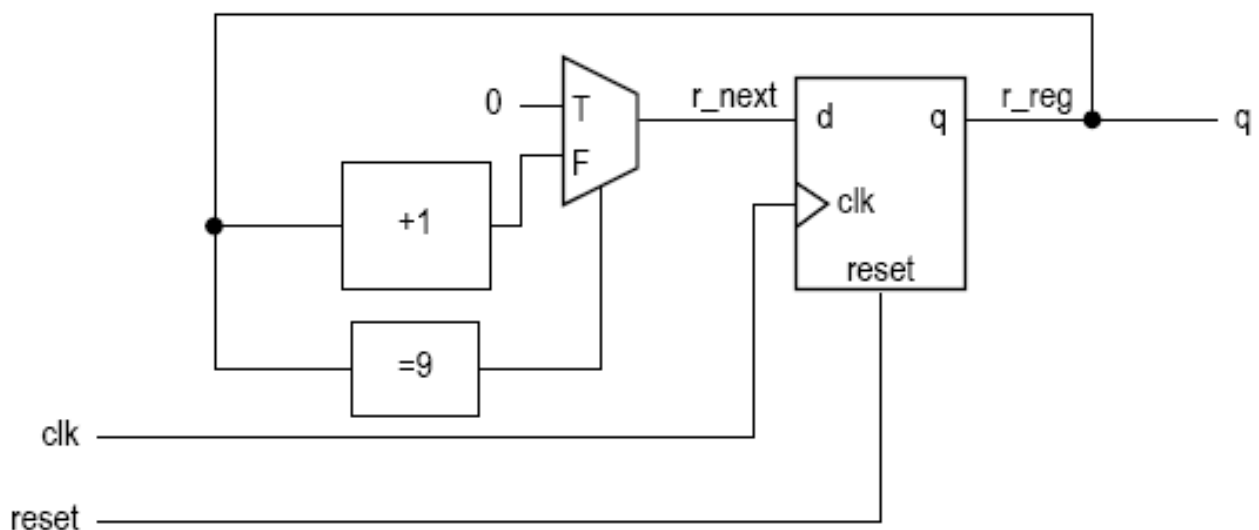 0
T
F
r_next
d
q
r_reg
q
+1
clk
reset
=9
clk
reset